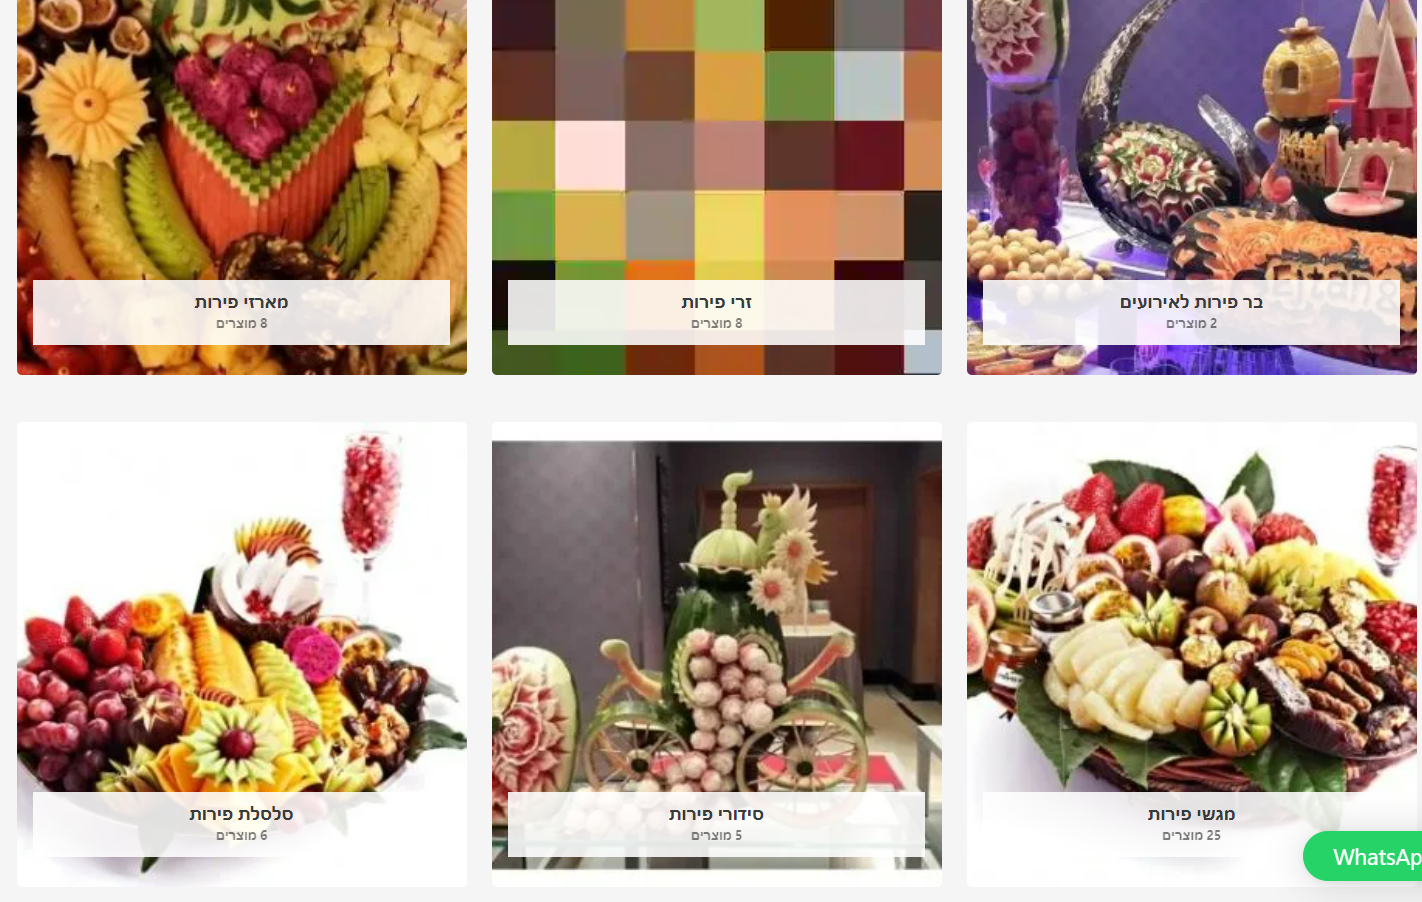 בר פירות לאירועים
2 מוצרים
זרי פירות
8 מוצרים
מארזי פירות
8 מוצרים
מגשי פירות
25 מוצרים
סידורי פירות
5 מוצרים
סלסלת פירות
6 מוצרים
WhatsAp